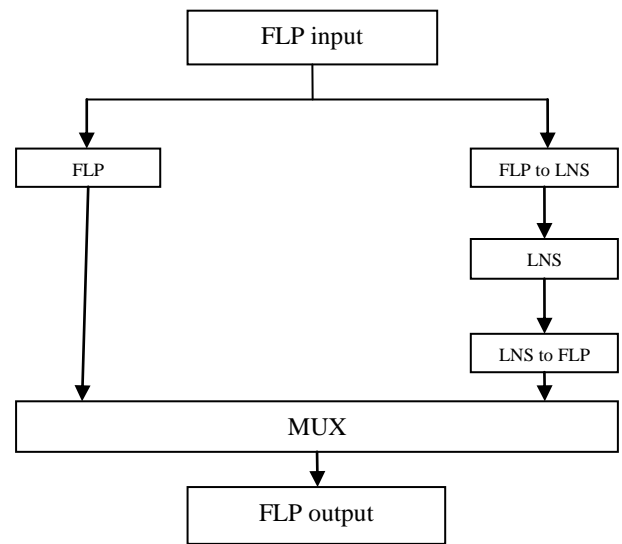 FLP input
FLP
FLP to LNS
LNS
LNS to FLP
MUX
FLP output